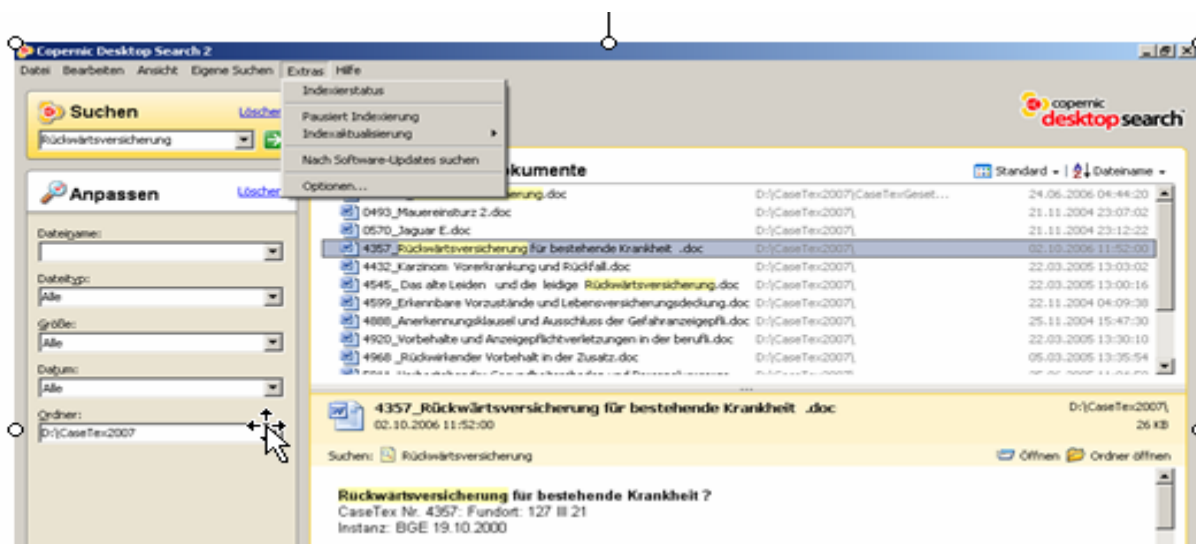 Copernic Desktop Search 2
Datei Bearbeiten Ansicht Eigene Suchen Extras Hilfe
Indexierstatus
Pausiert Indexierung
Indexaktualisierung
Nach Software-Updates suchen
Optionen...
Suchen Löschen
Rückwärtsversicherung
copernic
desktop search
Anpassen Löschen
Dateiname:
Dateityp:
Alle
Größe:
Alle
Datum:
Alle
Ordner:
D:\CaseTex2007
kumente Standard Dateiname
erung.doc D:\CaseTex2007\CaseTexGeset... 24.06.2006 04:44:20
0493_Mauereinsturz 2.doc D:\CaseTex2007\ 21.11.2004 23:07:02
0570_Jaguar E.doc D:\CaseTex2007\ 21.11.2004 23:12:22
4357_Rückwärtsversicherung für bestehende Krankheit .doc D:\CaseTex2007\ 02.10.2006 11:52:00
4432_Karzinom Vorerkrankung und Rückfall.doc D:\CaseTex2007\ 22.03.2005 13:03:02
4545_ Das alte Leiden und die leidige Rückwärtsversicherung.doc D:\CaseTex2007\ 22.03.2005 13:00:16
4599_Erkennbare Vorzustände und Lebensversicherungsdeckung.doc D:\CaseTex2007\ 22.11.2004 04:09:38
4888_Anerkennungsklausel und Ausschluss der Gefahranzeigepfli.doc D:\CaseTex2007\ 25.11.2004 15:47:30
4920_Vorbehalte und Anzeigepflichtverletzungen in der berufli.doc D:\CaseTex2007\ 22.03.2005 13:30:10
4968 _Rückwirkender Vorbehalt in der Zusatz.doc D:\CaseTex2007\ 05.03.2005 13:35:54
4357_Rückwärtsversicherung für bestehende Krankheit .doc D:\CaseTex2007\
02.10.2006 11:52:00 26 KB
Suchen: Rückwärtsversicherung Öffnen Ordner öffnen
Rückwärtsversicherung für bestehende Krankheit ?
CaseTex Nr. 4357: Fundort: 127 III 21
Instanz: BGE 19.10.2000